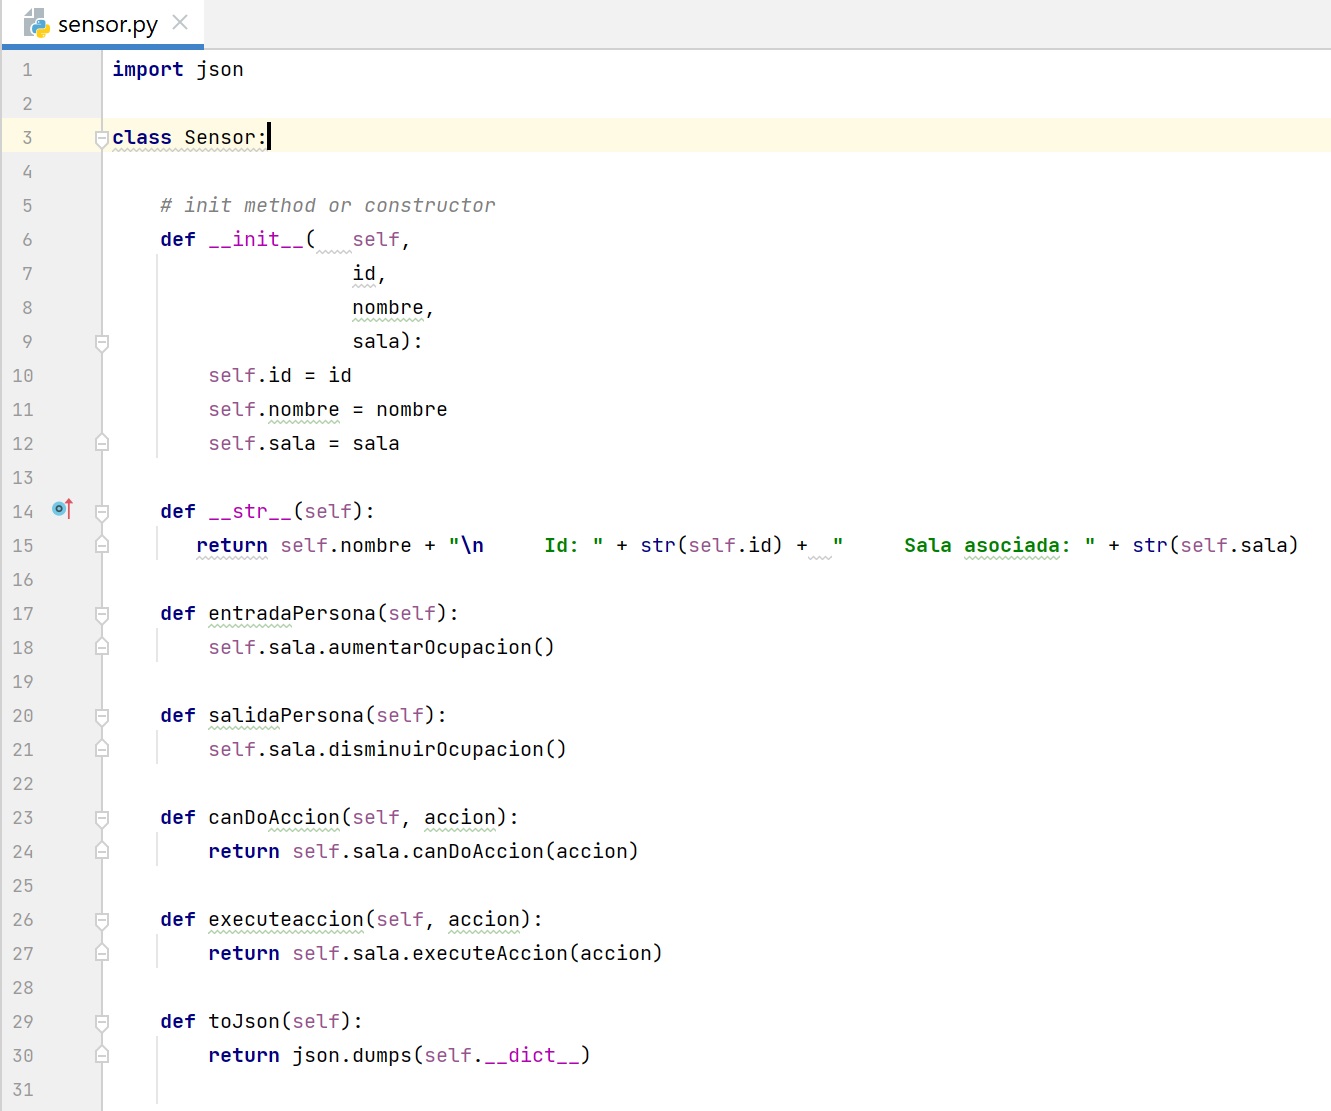 sensor.py
1 import json
2
3 class Sensor:
4
5     # init method or constructor
6     def __init__(   self,
7                     id,
8                     nombre,
9                     sala):
10         self.id = id
11         self.nombre = nombre
12         self.sala = sala
13
14     def __str__(self):
15        return self.nombre + "\n     Id: " + str(self.id) +  "     Sala asociada: " + str(self.sala)
16
17     def entradaPersona(self):
18         self.sala.aumentarOcupacion()
19
20     def salidaPersona(self):
21         self.sala.disminuirOcupacion()
22
23     def canDoAccion(self, accion):
24         return self.sala.canDoAccion(accion)
25
26     def executeaccion(self, accion):
27         return self.sala.executeAccion(accion)
28
29     def toJson(self):
30         return json.dumps(self.__dict__)
31